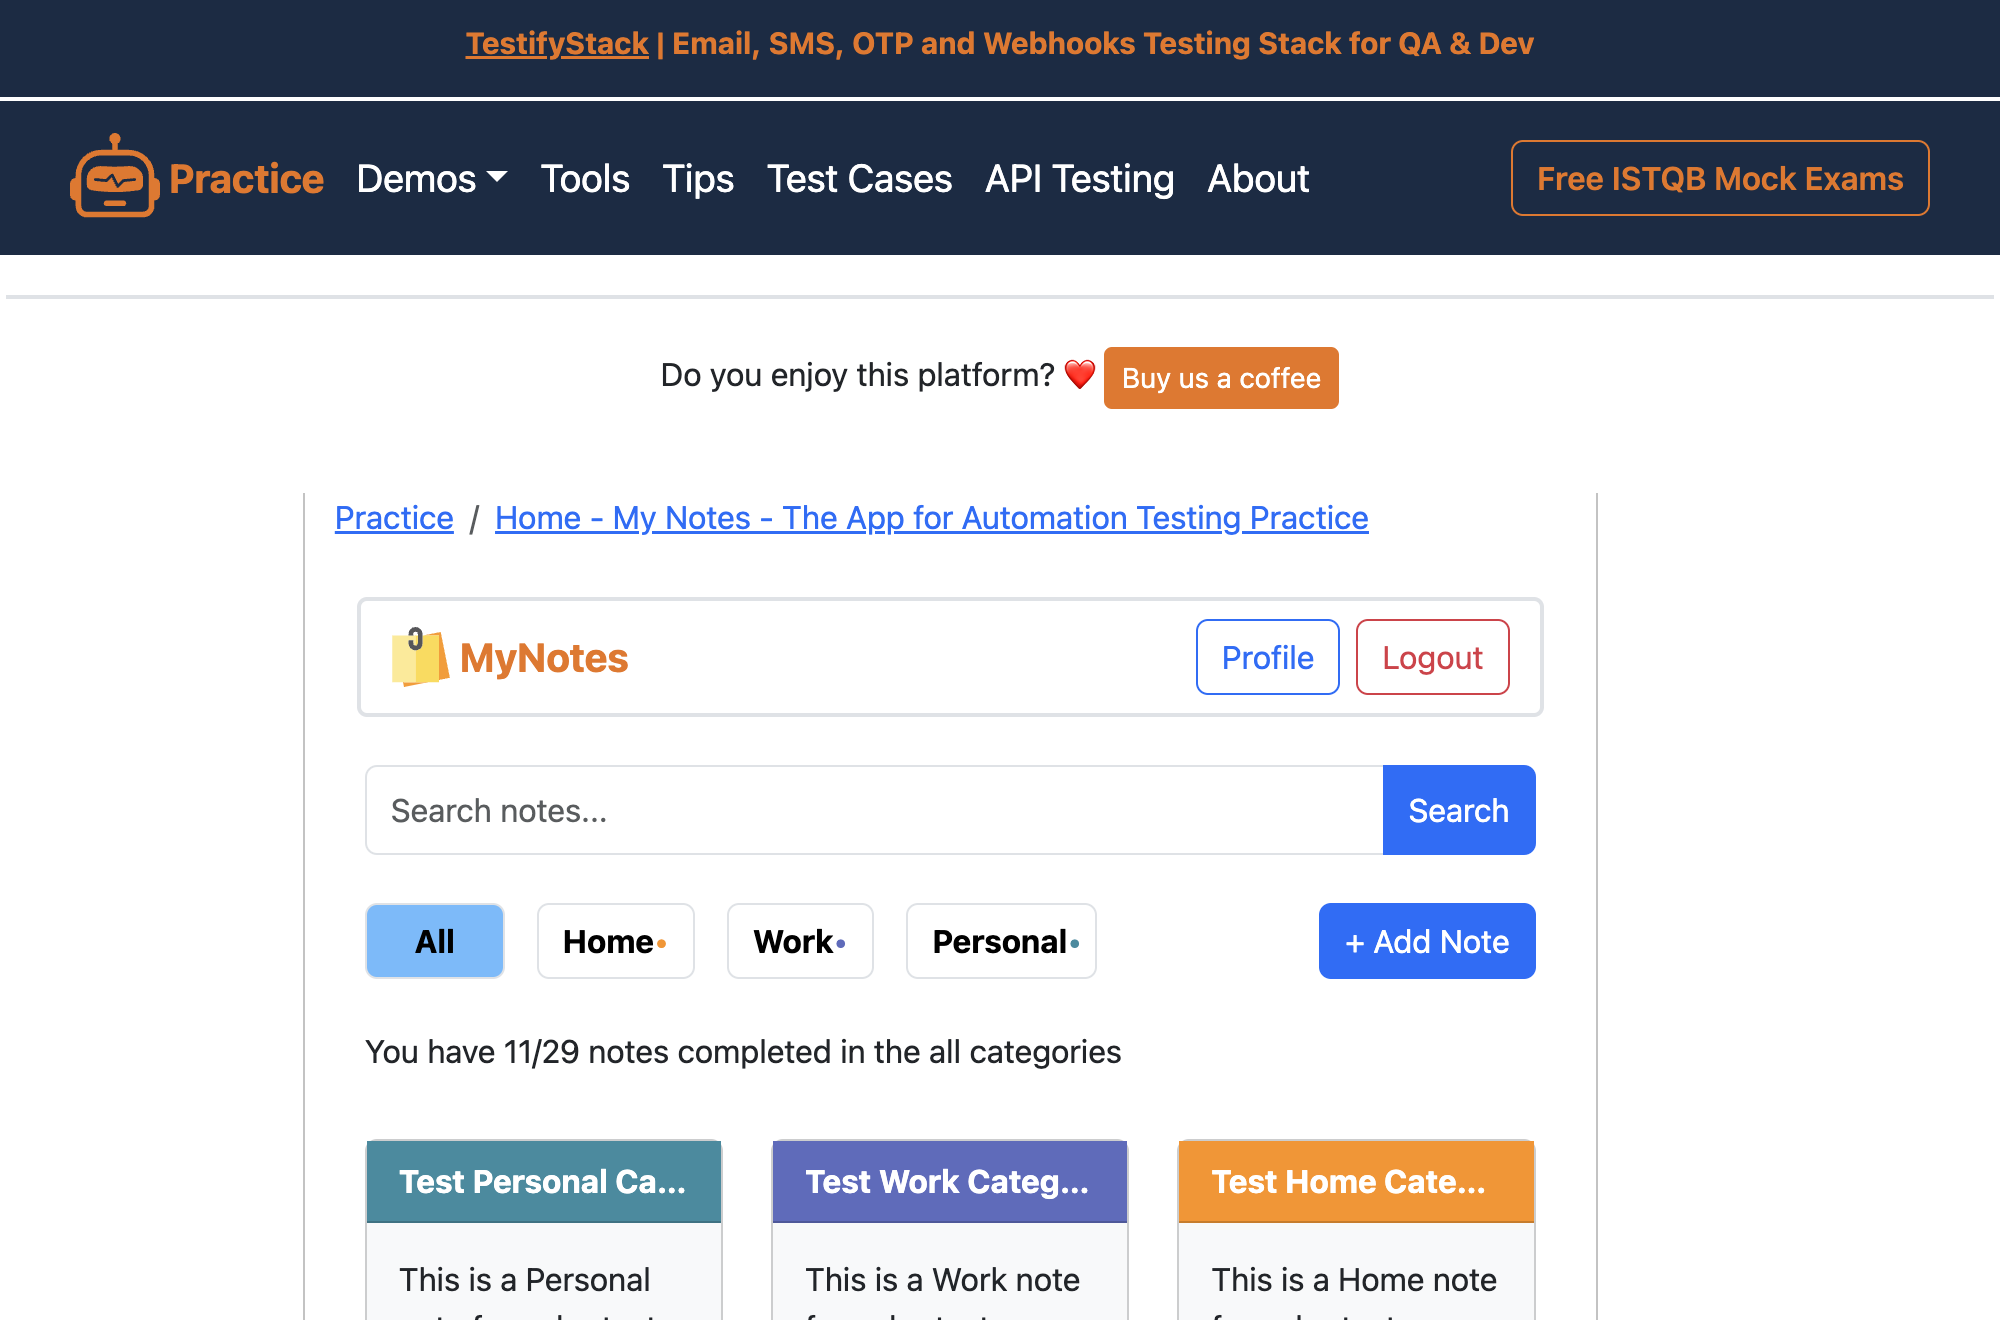 TestifyStack | Email, SMS, OTP and Webhooks Testing Stack for QA & Dev
Practice Demos Tools Tips Test Cases API Testing About Free ISTQB Mock Exams
Do you enjoy this platform? ❤️ Buy us a coffee
Practice / Home - My Notes - The App for Automation Testing Practice
MyNotes Profile Logout
Search notes... Search
All Home Work Personal + Add Note
You have 11/29 notes completed in the all categories
Test Personal Ca... Test Work Categ... Test Home Cate...
This is a Personal This is a Work note This is a Home note